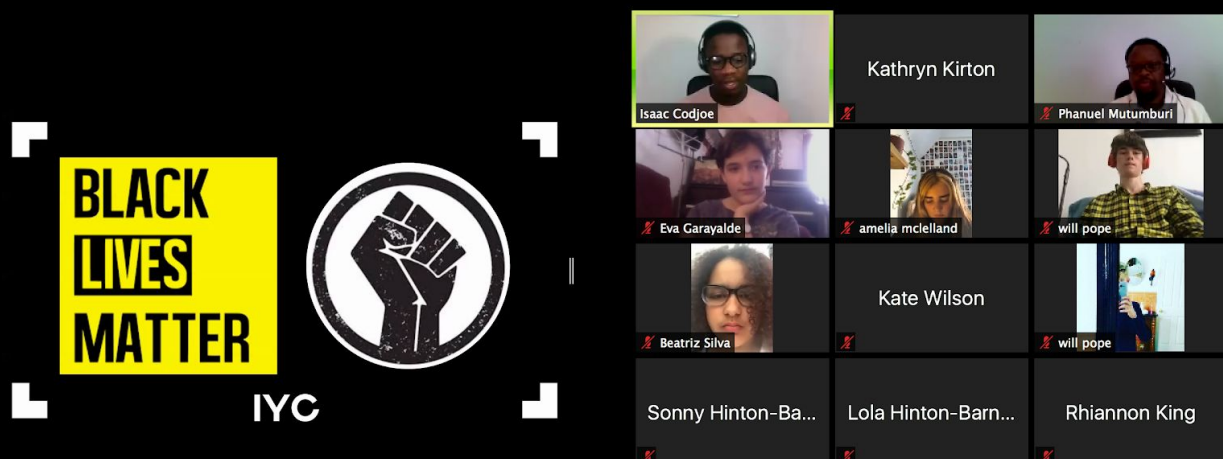 BLACK
LIVES
MATTER
IYC
Isaac Codjoe
Kathryn Kirton
Phanuel Mutumburi
Eva Garayalde
amelia mclelland
will pope
Beatriz Silva
Kate Wilson
will pope
Sonny Hinton-Ba...
Lola Hinton-Barn...
Rhiannon King